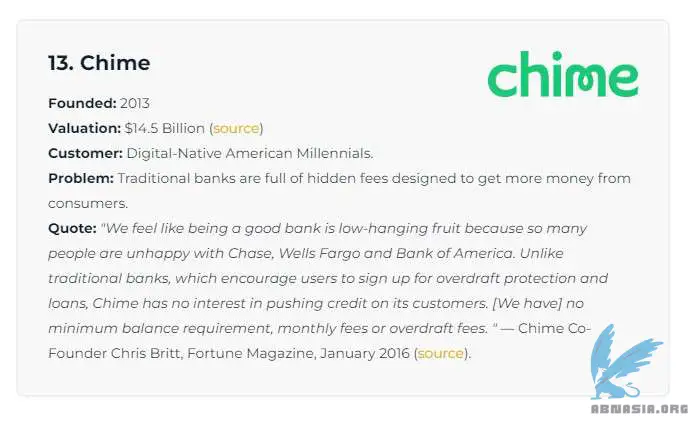 13. Chime
chime
Founded: 2013
Valuation: $14.5 Billion (source)
Customer: Digital-Native American Millennials.
Problem: Traditional banks are full of hidden fees designed to get more money from
consumers.
Quote: "We feel like being a good bank is low-hanging fruit because so many
people are unhappy with Chase, Wells Fargo and Bank of America. Unlike
traditional banks, which encourage users to sign up for overdraft protection and
loans, Chime has no interest in pushing credit on its customers. [We have] no
minimum balance requirement, monthly fees or overdraft fees. " — Chime Co-
Founder Chris Britt, Fortune Magazine, January 2016 (source).
ABNASIA.ORG